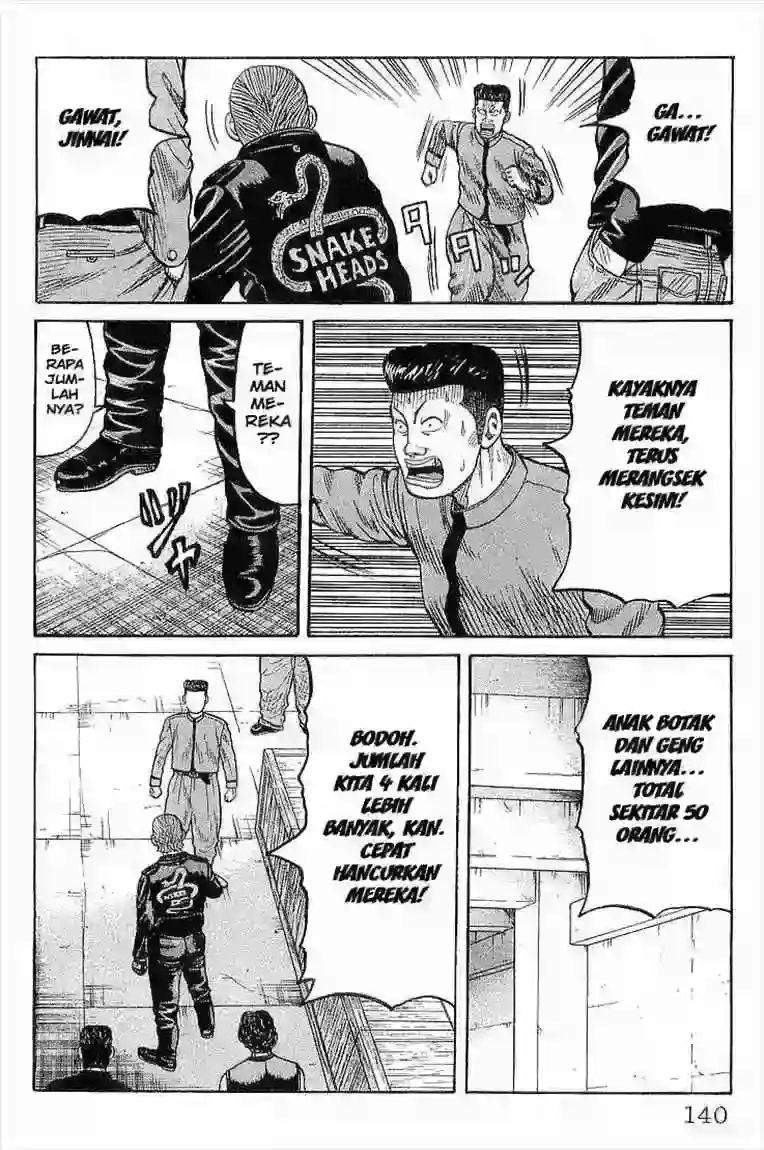 GA...
GAWAT!
GAWAT,
JINNAI!
SNAKE
HEADS
KAYAKNYA
TEMAN
MEREKA,
TERUS
MERANGSEK
KESINI!
TE-
MAN
ME-
REKA
??
BE-
RAPA
JUM-
LAH
NYA?
ANAK BOTAK
DAN GENG
LAINNYA...
TOTAL
SEKITAR 50
ORANG...
BODOH.
JUMLAH
KITA 4 KALI
LEBIH
BANYAK, KAN.
CEPAT
HANCURKAN
MEREKA!
140